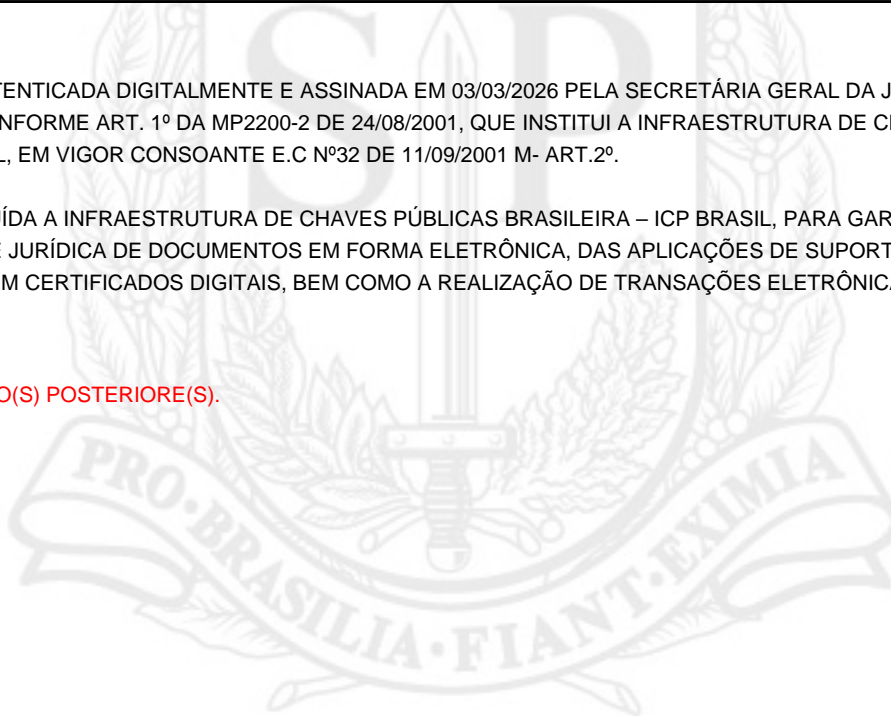 TENTICADA DIGITALMENTE E ASSINADA EM 03/03/2026 PELA SECRETÁRIA GERAL DA J
NFORME ART. 1º DA MP2200-2 DE 24/08/2001, QUE INSTITUI A INFRAESTRUTURA DE C
L, EM VIGOR CONSOANTE E.C Nº32 DE 11/09/2001 M- ART.2º.
UÍDA A INFRAESTRUTURA DE CHAVES PÚBLICAS BRASILEIRA – ICP BRASIL, PARA GAR
E JURÍDICA DE DOCUMENTOS EM FORMA ELETRÔNICA, DAS APLICAÇÕES DE SUPORT
M CERTIFICADOS DIGITAIS, BEM COMO A REALIZAÇÃO DE TRANSAÇÕES ELETRÔNICA
O(S) POSTERIORE(S).
S P
PRO·BRASILIA·FIANT·EXIMIA